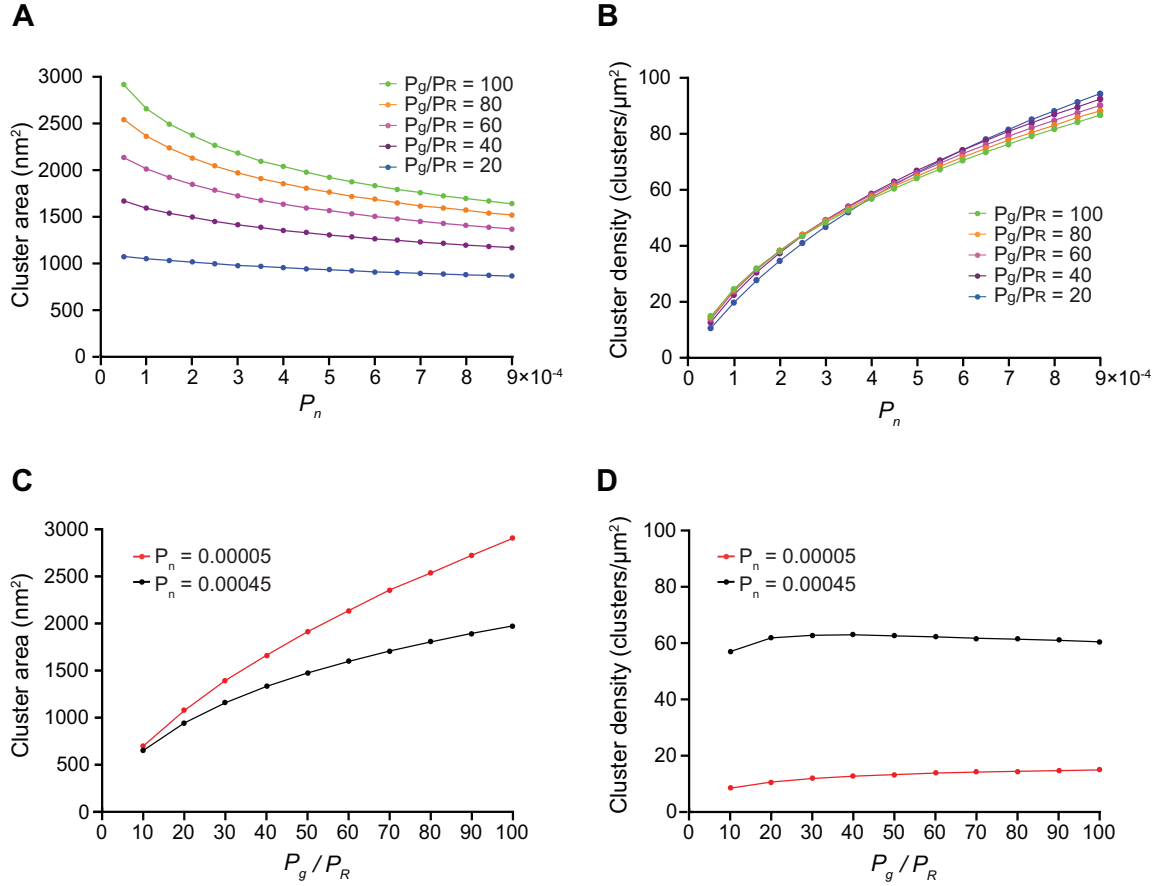 A
Cluster area (nm²)
3000
2500
2000
1500
1000
500
0
0 1 2 3 4 5 6 7 8 9×10⁻⁴
Pn
Pg/PR = 100
Pg/PR = 80
Pg/PR = 60
Pg/PR = 40
Pg/PR = 20
B
Cluster density (clusters/µm²)
100
80
60
40
20
0
0 1 2 3 4 5 6 7 8 9×10⁻⁴
Pn
Pg/PR = 100
Pg/PR = 80
Pg/PR = 60
Pg/PR = 40
Pg/PR = 20
C
Cluster area (nm²)
3000
2500
2000
1500
1000
500
0
0 10 20 30 40 50 60 70 80 90 100
Pg / PR
Pn = 0.00005
Pn = 0.00045
D
Cluster density (clusters/µm²)
100
80
60
40
20
0
0 10 20 30 40 50 60 70 80 90 100
Pg / PR
Pn = 0.00005
Pn = 0.00045